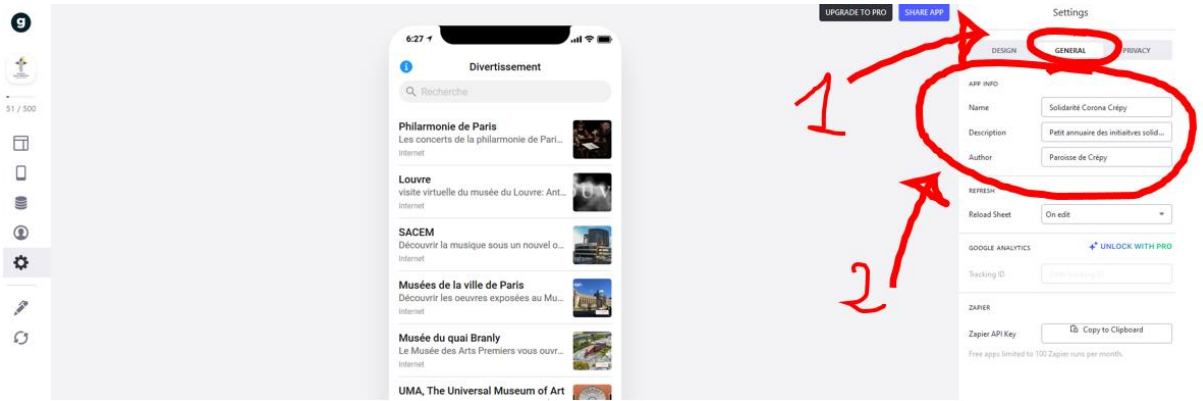 g
51 / 500
6:27
Divertissement
Recherche
Philarmonie de Paris
Les concerts de la philarmonie de Pari...
Internet
Louvre
visite virtuelle du musée du Louvre: Ant...
Internet
SACEM
Découvrir la musique sous un nouvel o...
Internet
Musées de la ville de Paris
Découvrir les oeuvres exposées au Mu...
Internet
Musée du quai Branly
Le Musée des Arts Premiers vous ouvr...
Internet
UMA, The Universal Museum of Art
UPGRADE TO PRO SHARE APP
1
2
Settings
DESIGN GENERAL PRIVACY
APP INFO
Name Solidarité Corona Crépy
Description Petit annuaire des initiaitves solid...
Author Paroisse de Crépy
REFRESH
Reload Sheet On edit
GOOGLE ANALYTICS UNLOCK WITH PRO
Tracking ID
ZAPIER
Zapier API Key Copy to Clipboard
Free apps limited to 100 Zapier runs per month.